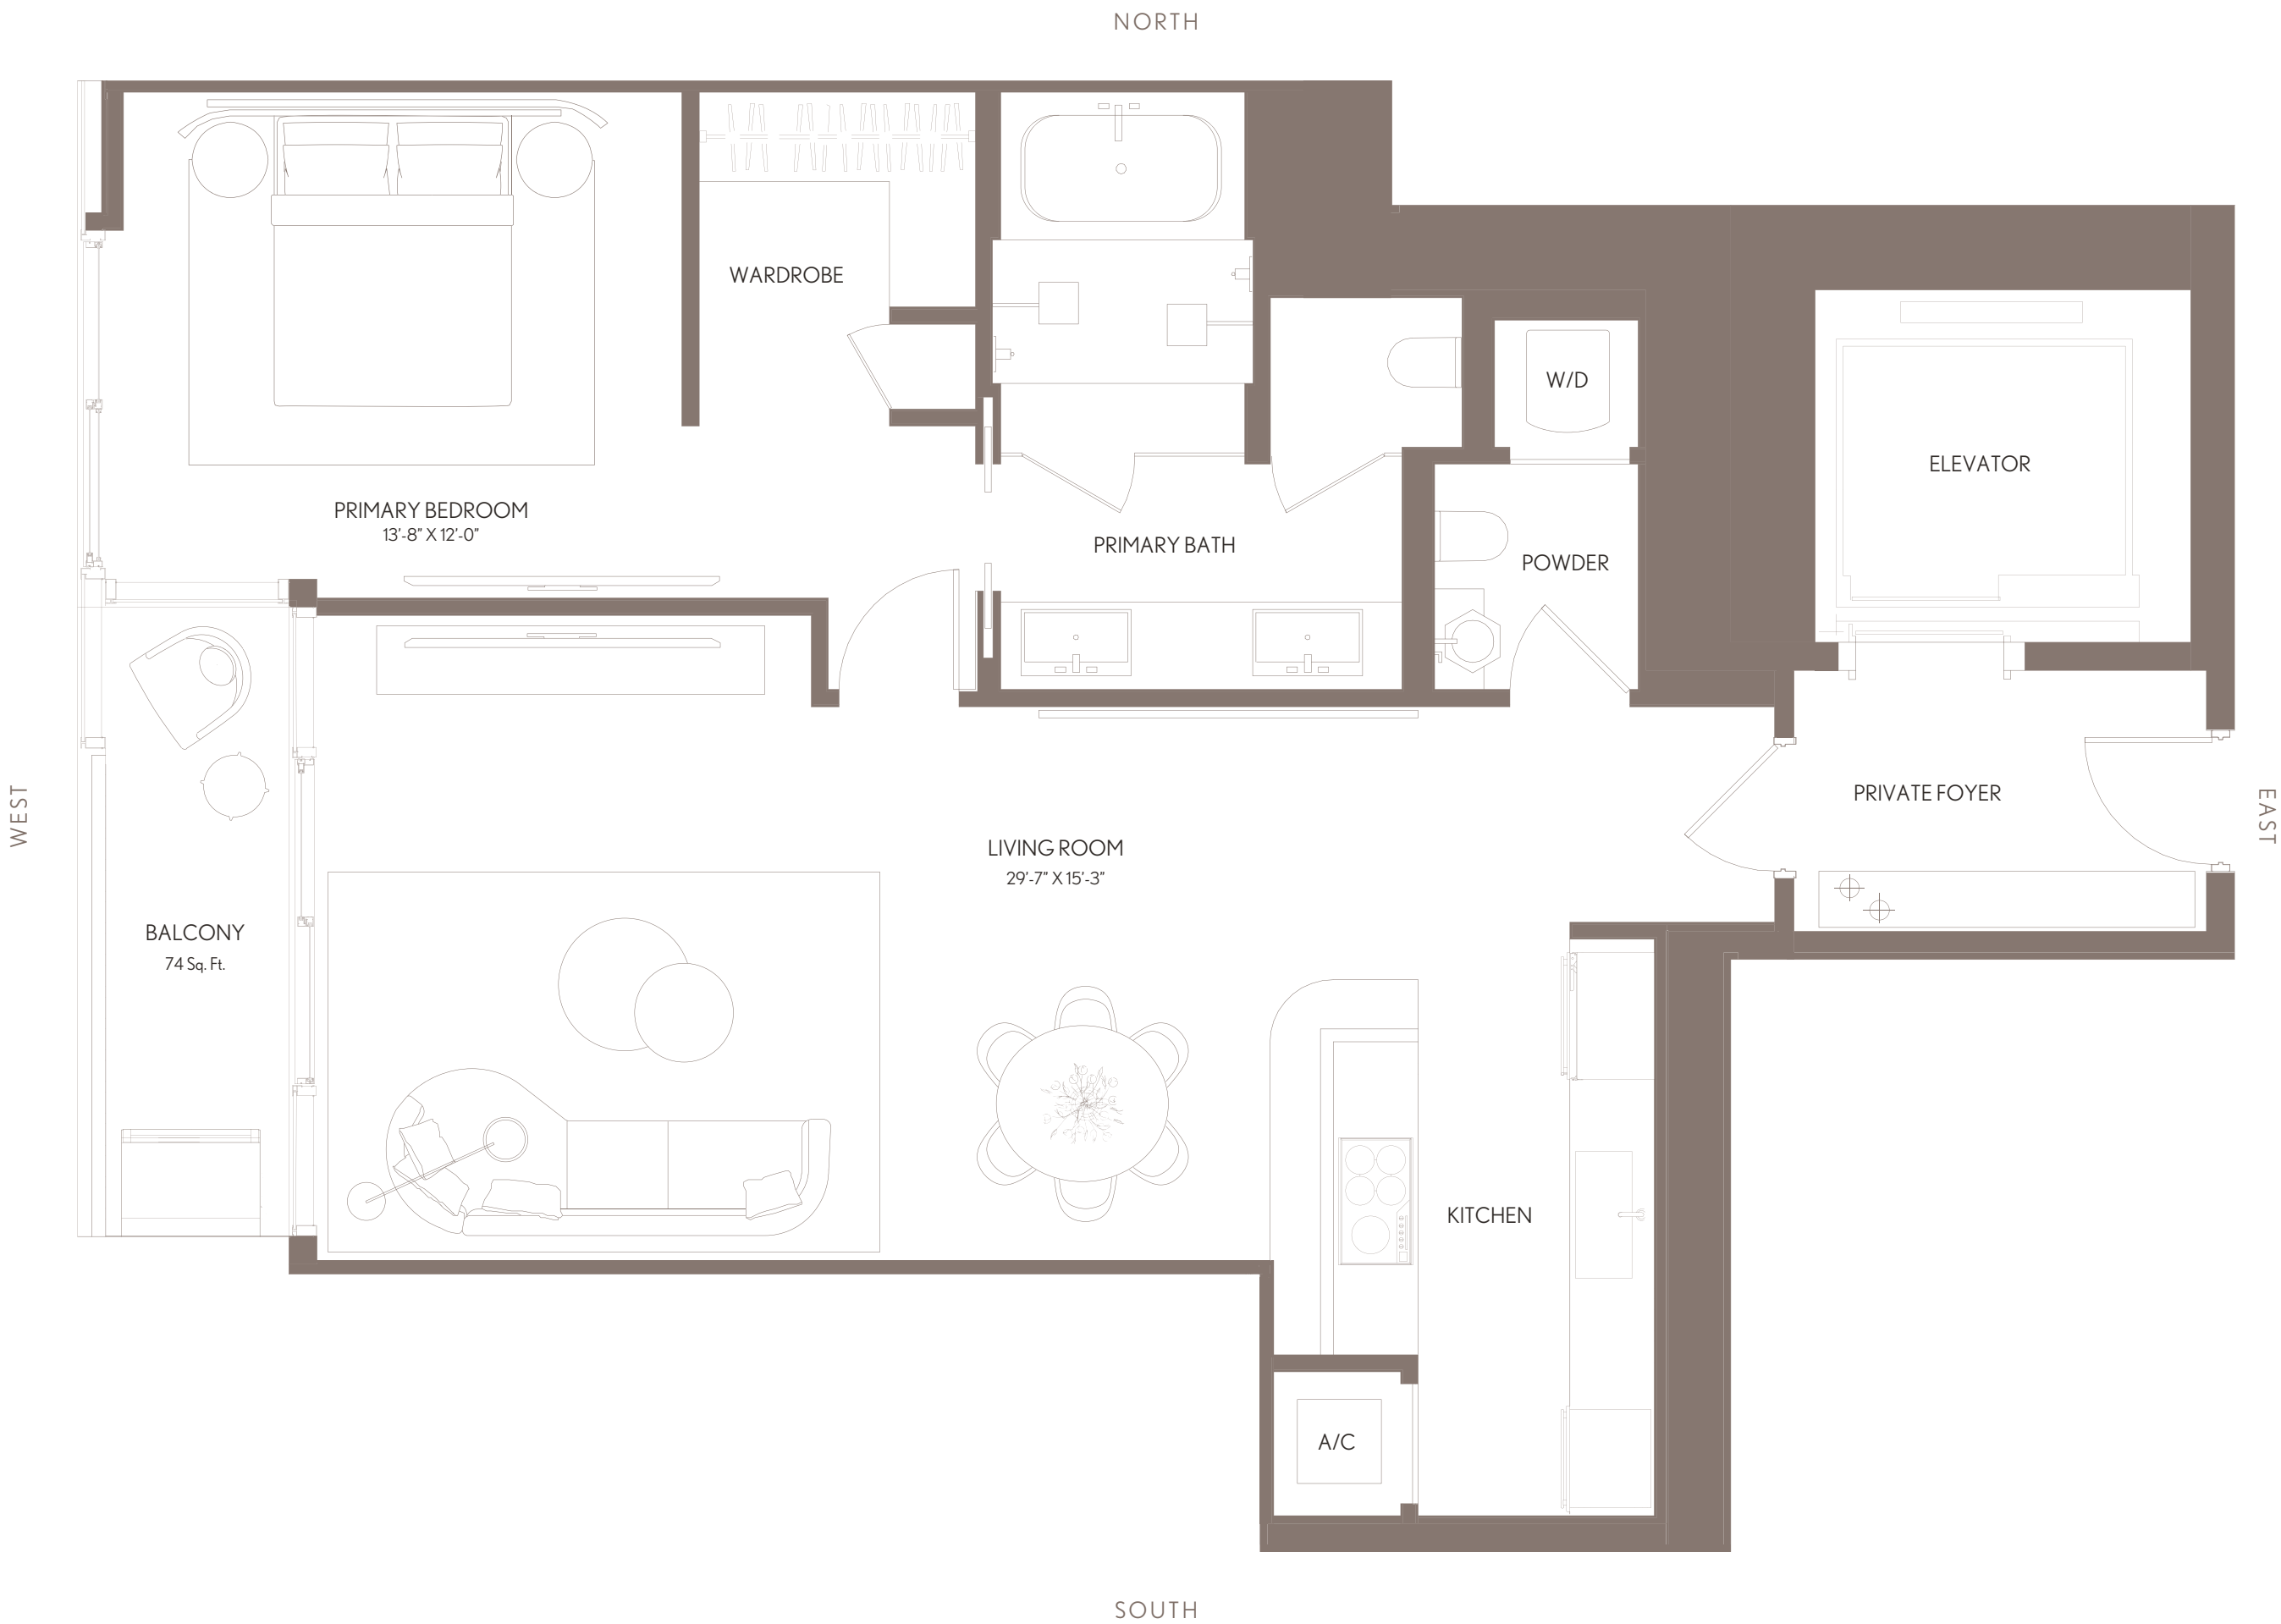 NORTH
WARDROBE
W/D
ELEVATOR
PRIMARY BEDROOM
13'-8" X 12'-0"
PRIMARY BATH
POWDER
WEST
PRIVATE FOYER
EAST
LIVING ROOM
29'-7" X 15'-3"
BALCONY
74 Sq. Ft.
KITCHEN
A/C
SOUTH